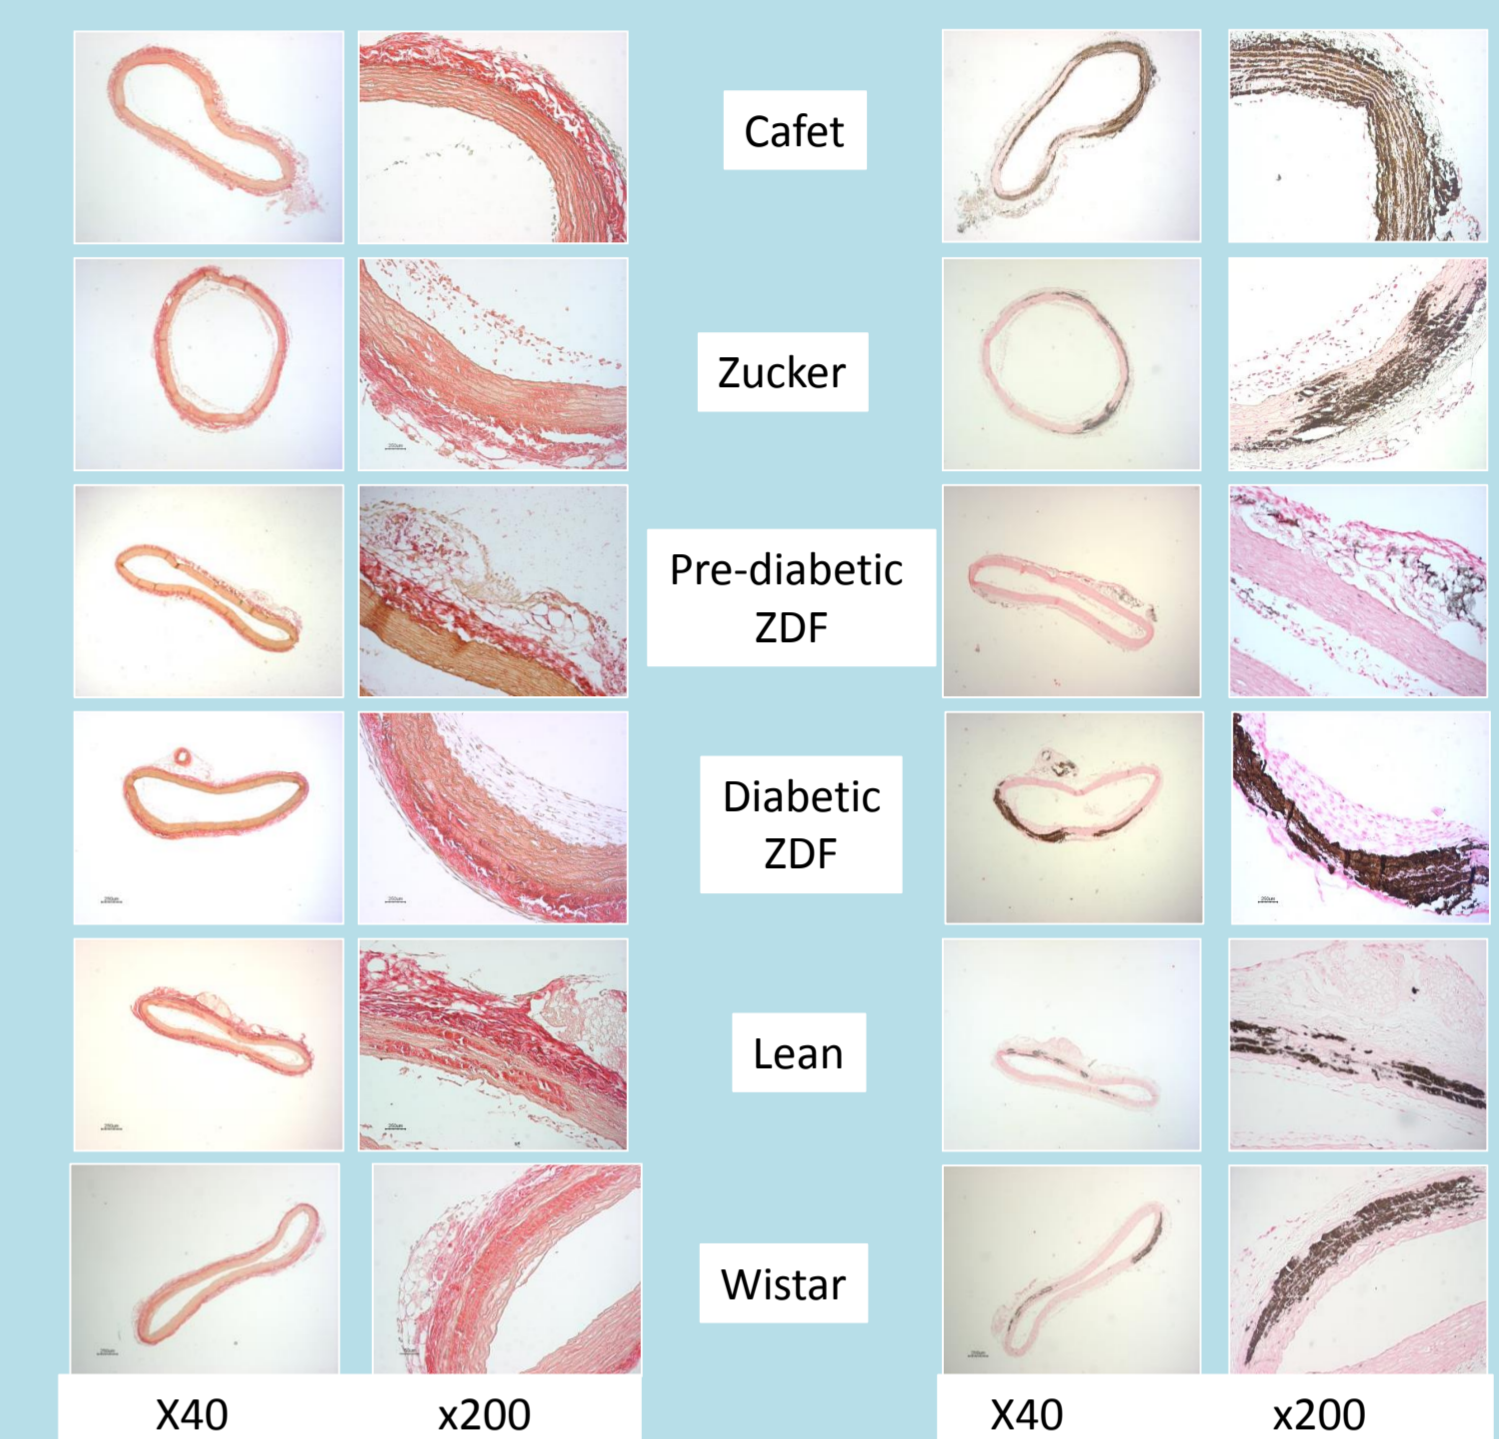 Cafet
Zucker
Pre-diabetic
ZDF
Diabetic
ZDF
Lean
Wistar
X40
x200
X40
x200